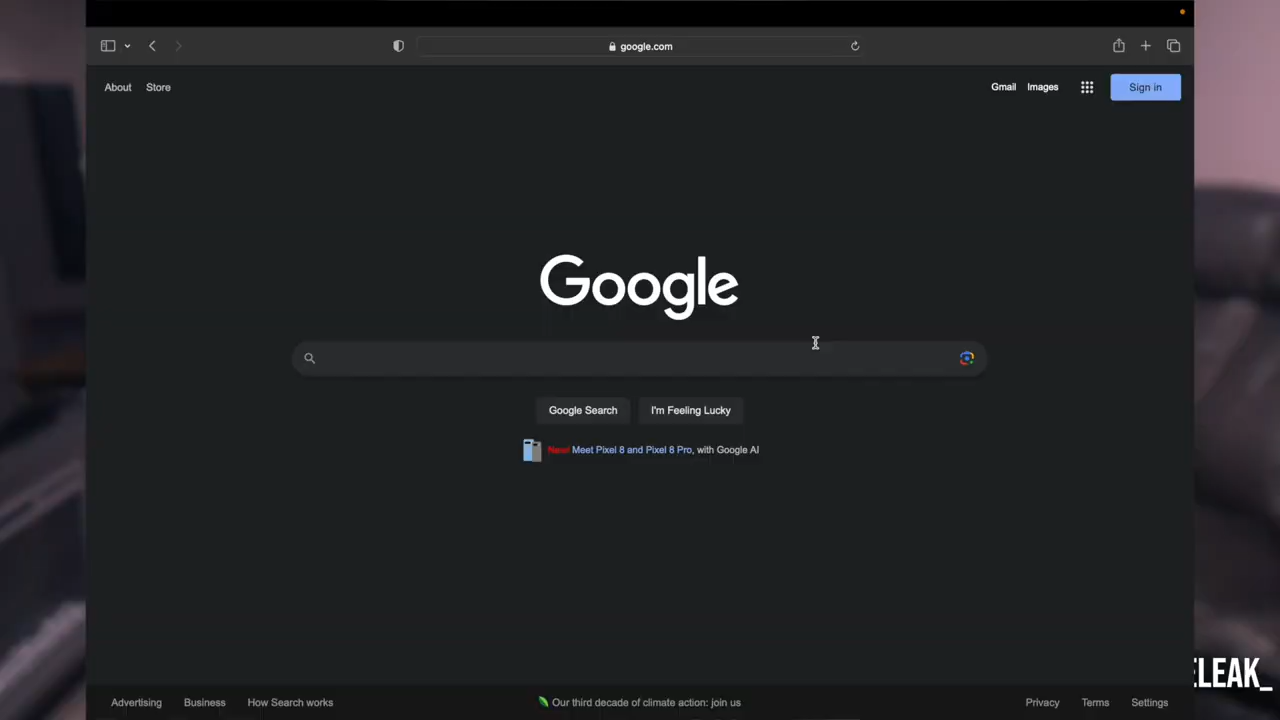 google.com
About Store
Gmail Images
Sign in
Google
Google Search
I'm Feeling Lucky
New! Meet Pixel 8 and Pixel 8 Pro, with Google AI
Advertising Business How Search works
Our third decade of climate action: join us
Privacy Terms Settings